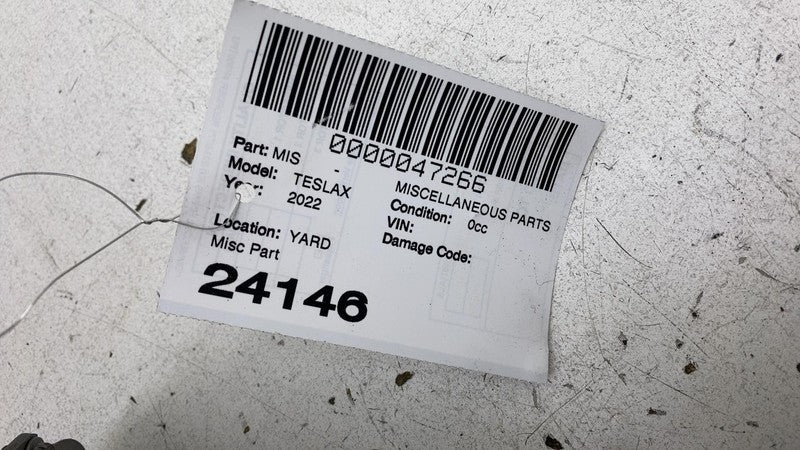 0000047266
Part: MIS - MISCELLANEOUS PARTS
Model: TESLAX Condition: 0cc
Year: 2022 VIN:
Damage Code:
Location: YARD
Misc Part
24146